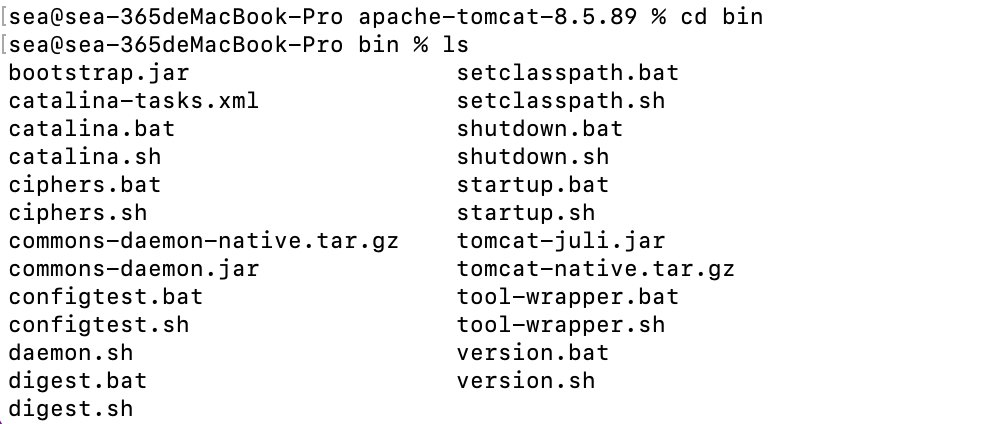 [sea@sea-365deMacBook-Pro apache-tomcat-8.5.89 % cd bin
[sea@sea-365deMacBook-Pro bin % ls
bootstrap.jar                  setclasspath.bat
catalina-tasks.xml             setclasspath.sh
catalina.bat                   shutdown.bat
catalina.sh                    shutdown.sh
ciphers.bat                    startup.bat
ciphers.sh                     startup.sh
commons-daemon-native.tar.gz   tomcat-juli.jar
commons-daemon.jar             tomcat-native.tar.gz
configtest.bat                 tool-wrapper.bat
configtest.sh                  tool-wrapper.sh
daemon.sh                      version.bat
digest.bat                     version.sh
digest.sh